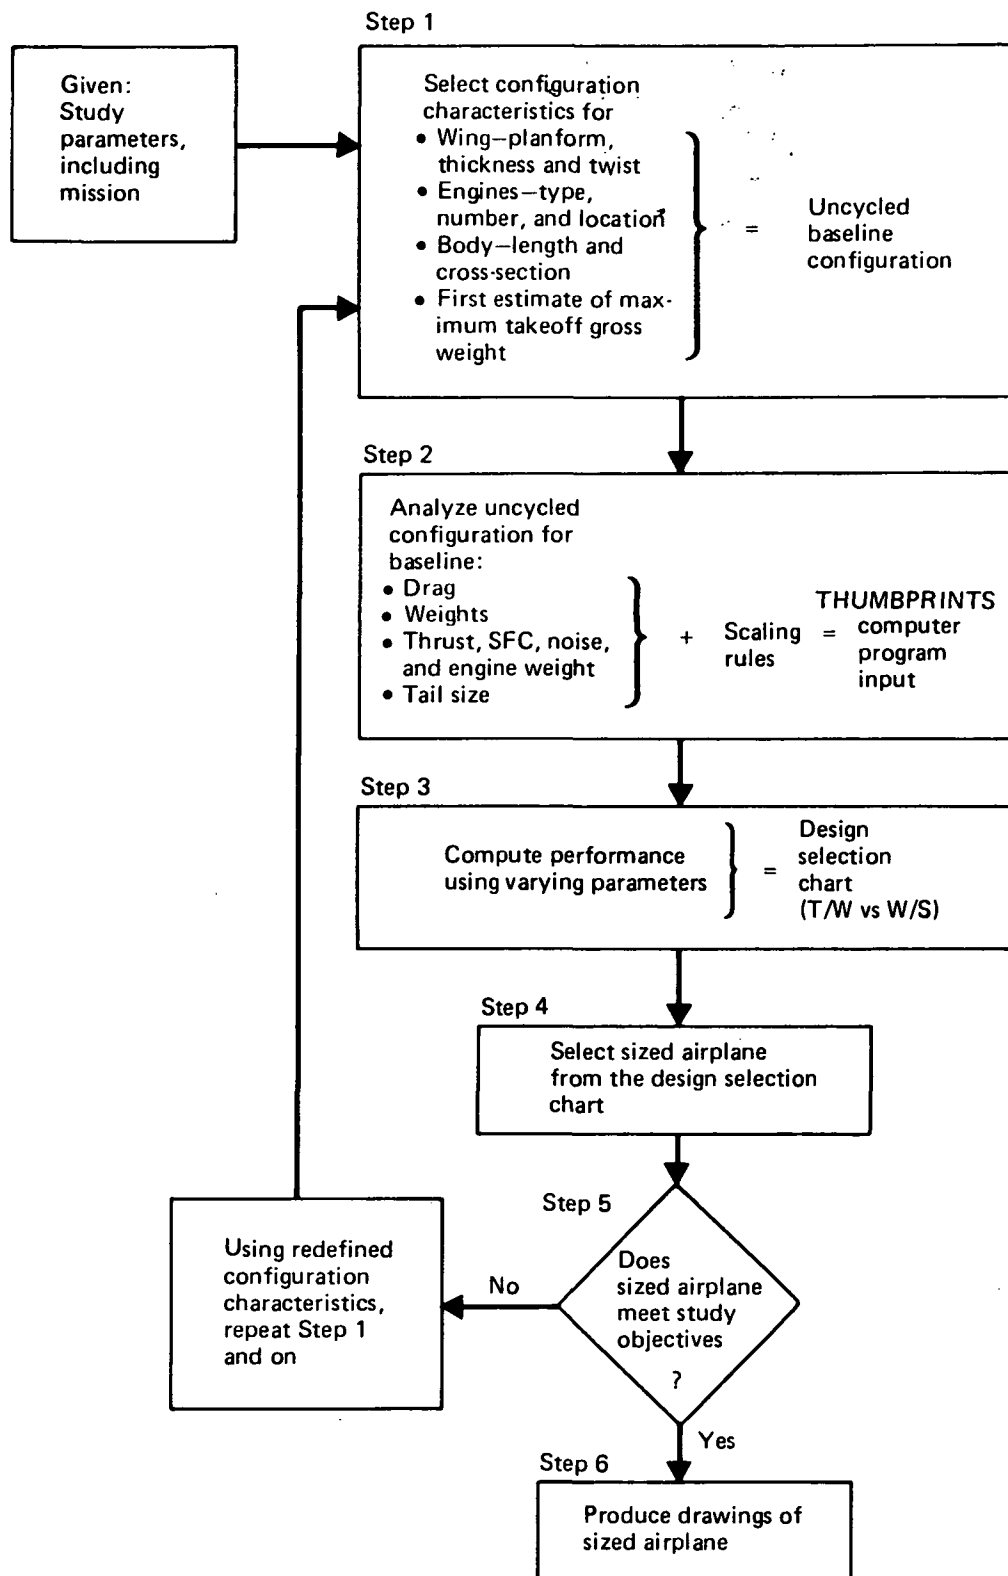 Step 1
Given:
Study
parameters,
including
mission
Select configuration
characteristics for
• Wing—planform,
thickness and twist
• Engines—type,
number, and location
• Body—length and
cross-section
• First estimate of max-
imum takeoff gross
weight
=
Uncycled
baseline
configuration
Step 2
Analyze uncycled
configuration for
baseline:
• Drag
• Weights
• Thrust, SFC, noise,
and engine weight
• Tail size
+
Scaling
rules
=
THUMBPRINTS
computer
program
input
Step 3
Compute performance
using varying parameters
=
Design
selection
chart
(T/W vs W/S)
Step 4
Select sized airplane
from the design selection
chart
Step 5
Does
sized airplane
meet study
objectives
?
No
Using redefined
configuration
characteristics,
repeat Step 1
and on
Yes
Step 6
Produce drawings of
sized airplane